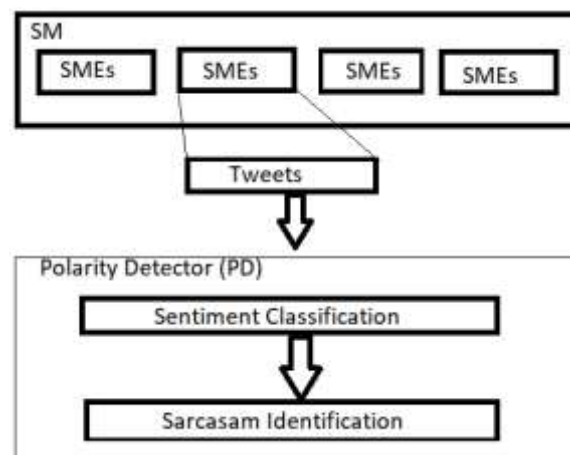 SM
SMEs SMEs SMEs SMEs
Tweets
Polarity Detector (PD)
Sentiment Classification
Sarcasam Identification